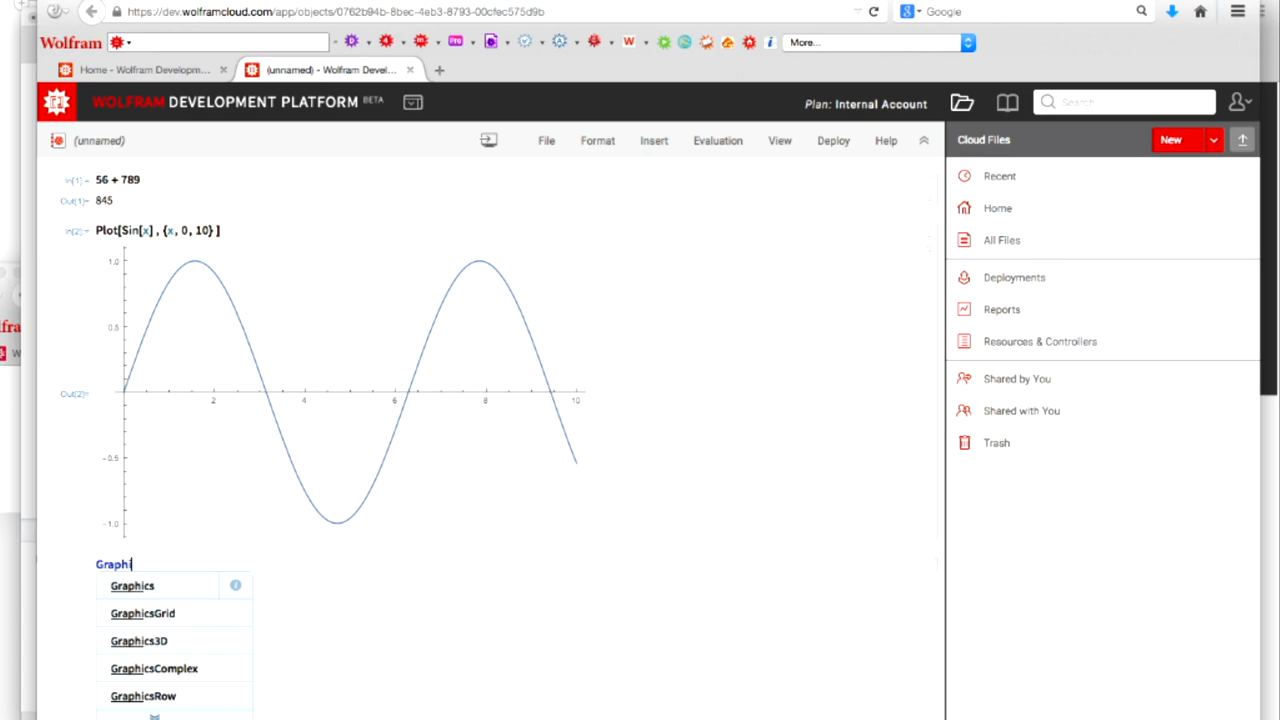 https://dev.wolframcloud.com/app/objects/0762b94b-8bec-4eb3-8793-00cfec575d9b
Google
Wolfram
Pro
W
More...
Home - Wolfram Developm...
(unnamed) - Wolfram Devel...
WOLFRAM DEVELOPMENT PLATFORM BETA
Plan: Internal Account
Search
(unnamed)
File
Format
Insert
Evaluation
View
Deploy
Help
Cloud Files
New
In[1]:= 56 + 789
Out[1]= 845
In[2]:= Plot[Sin[x], {x, 0, 10}]
1.0
0.5
-0.5
-1.0
2
4
6
8
10
Out[2]=
Graphi
Graphics
GraphicsGrid
Graphics3D
GraphicsComplex
GraphicsRow
Recent
Home
All Files
Deployments
Reports
Resources & Controllers
Shared by You
Shared with You
Trash
lfra
W